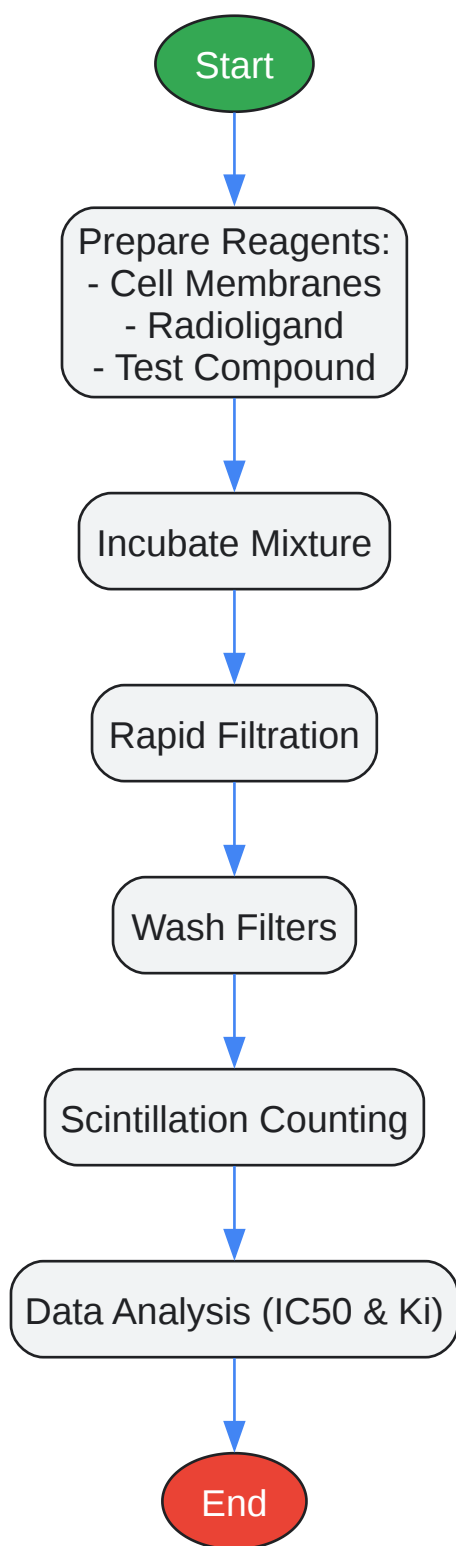 Start
Prepare Reagents:
- Cell Membranes
- Radioligand
- Test Compound
Incubate Mixture
Rapid Filtration
Wash Filters
Scintillation Counting
Data Analysis (IC50 & Ki)
End